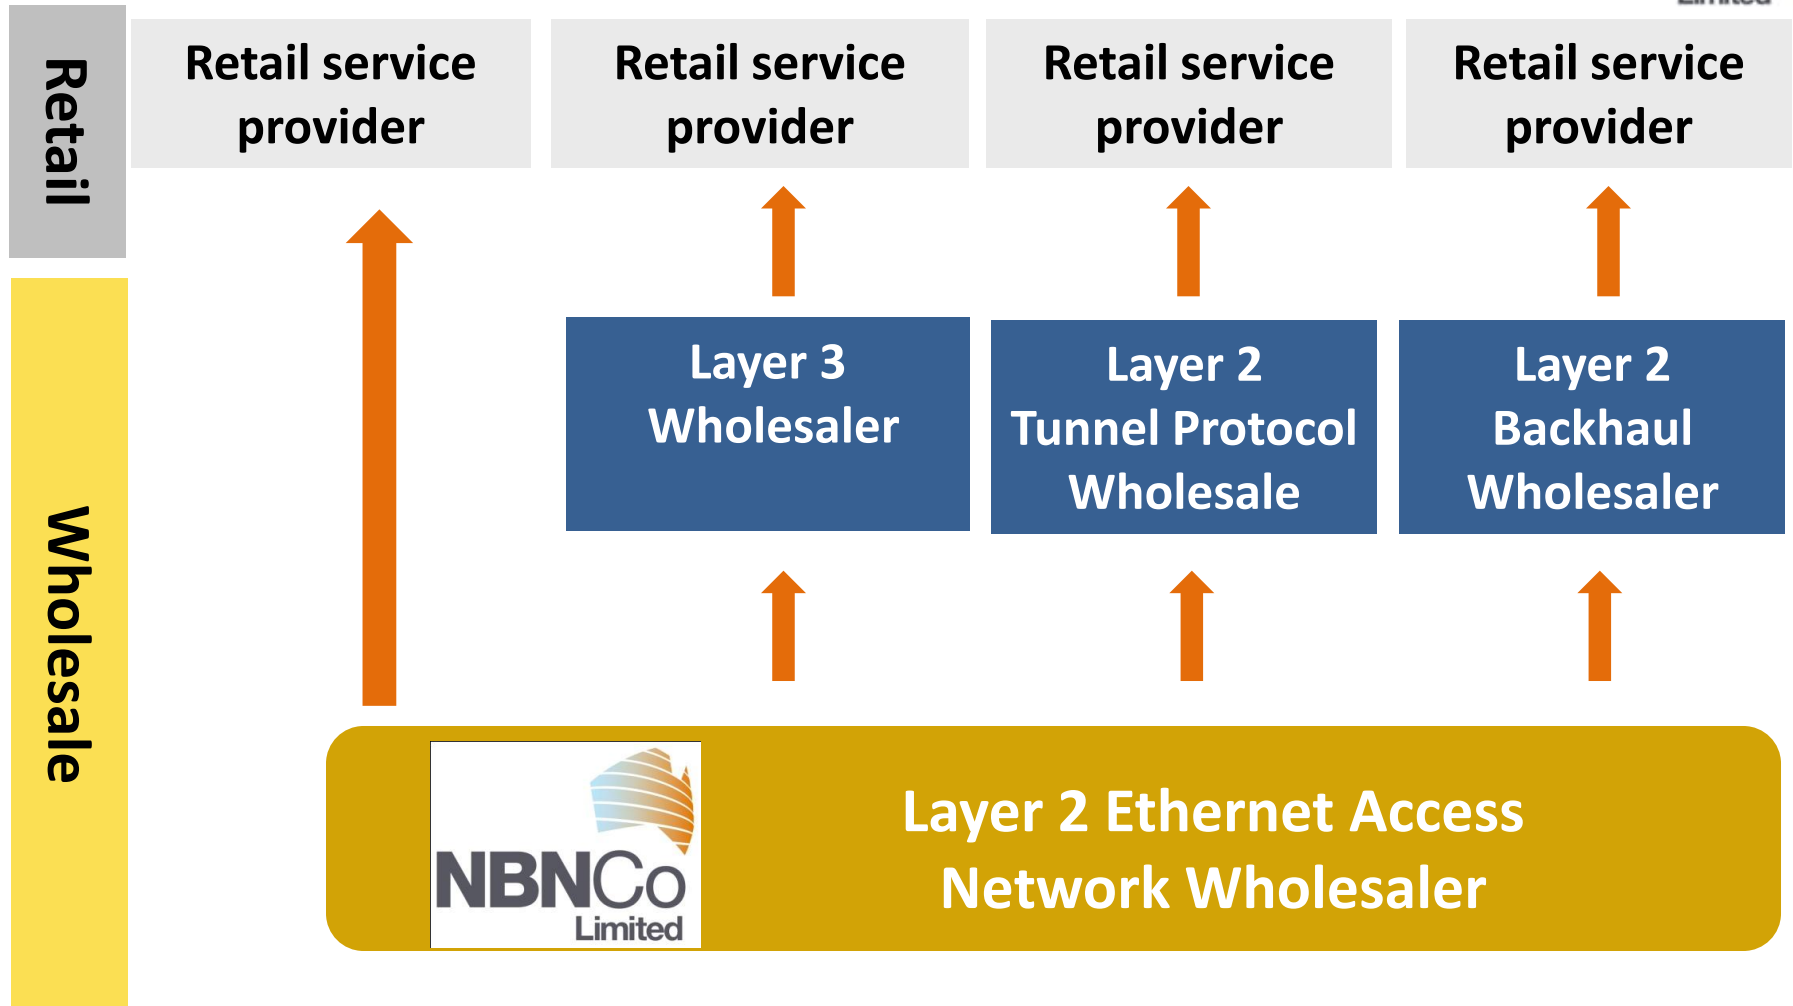 Limited
Retail
Retail service
provider
Retail service
provider
Retail service
provider
Retail service
provider
Wholesale
Layer 3
Wholesaler
Layer 2
Tunnel Protocol
Wholesale
Layer 2
Backhaul
Wholesaler
NBNCo
Limited
Layer 2 Ethernet Access
Network Wholesaler